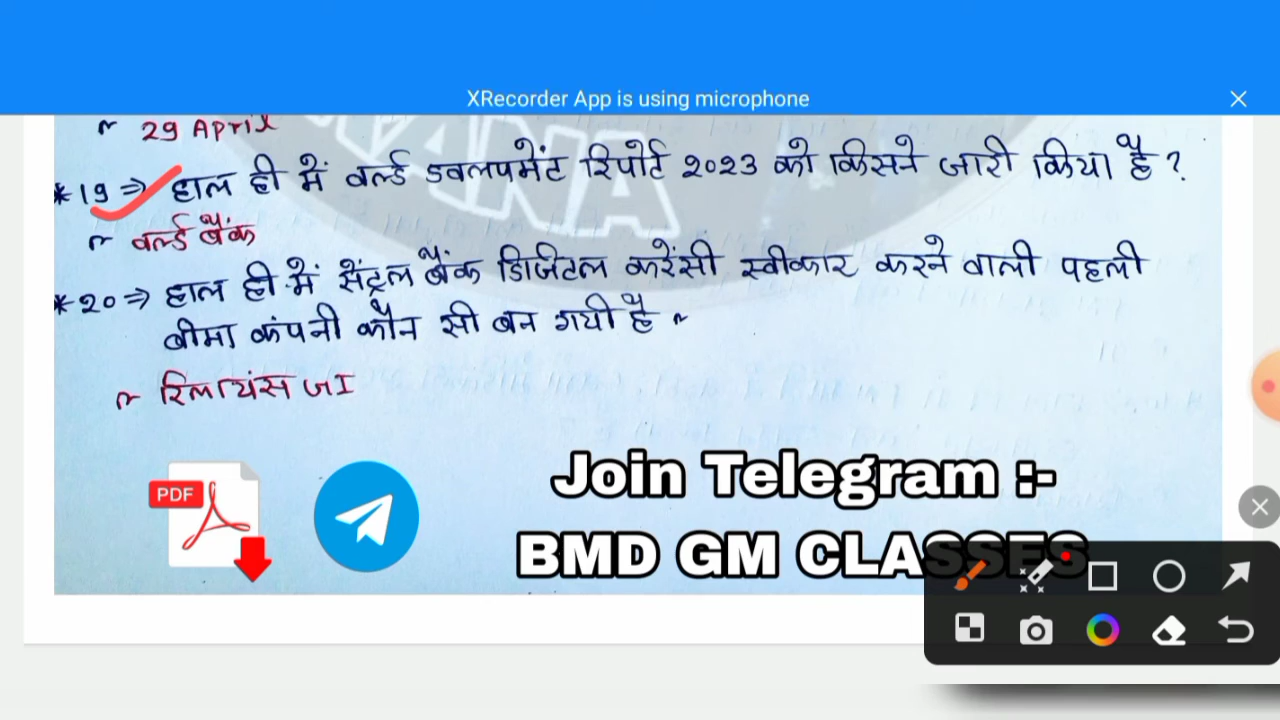 XRecorder App is using microphone
~ 29 April
*19⇒ हाल ही में वर्ल्ड डवलपमेंट रिपोर्ट 2023 को किसने जारी किया है ?
~ वर्ल्ड बैंक
*20⇒ हाल ही में सेंट्रल बैंक डिजिटल करेंसी स्वीकार करने वाली पहली
बीमा कंपनी कौन सी बन गयी है ~
~ रिलायंस जI
PDF
Join Telegram :-
BMD GM CLASSES